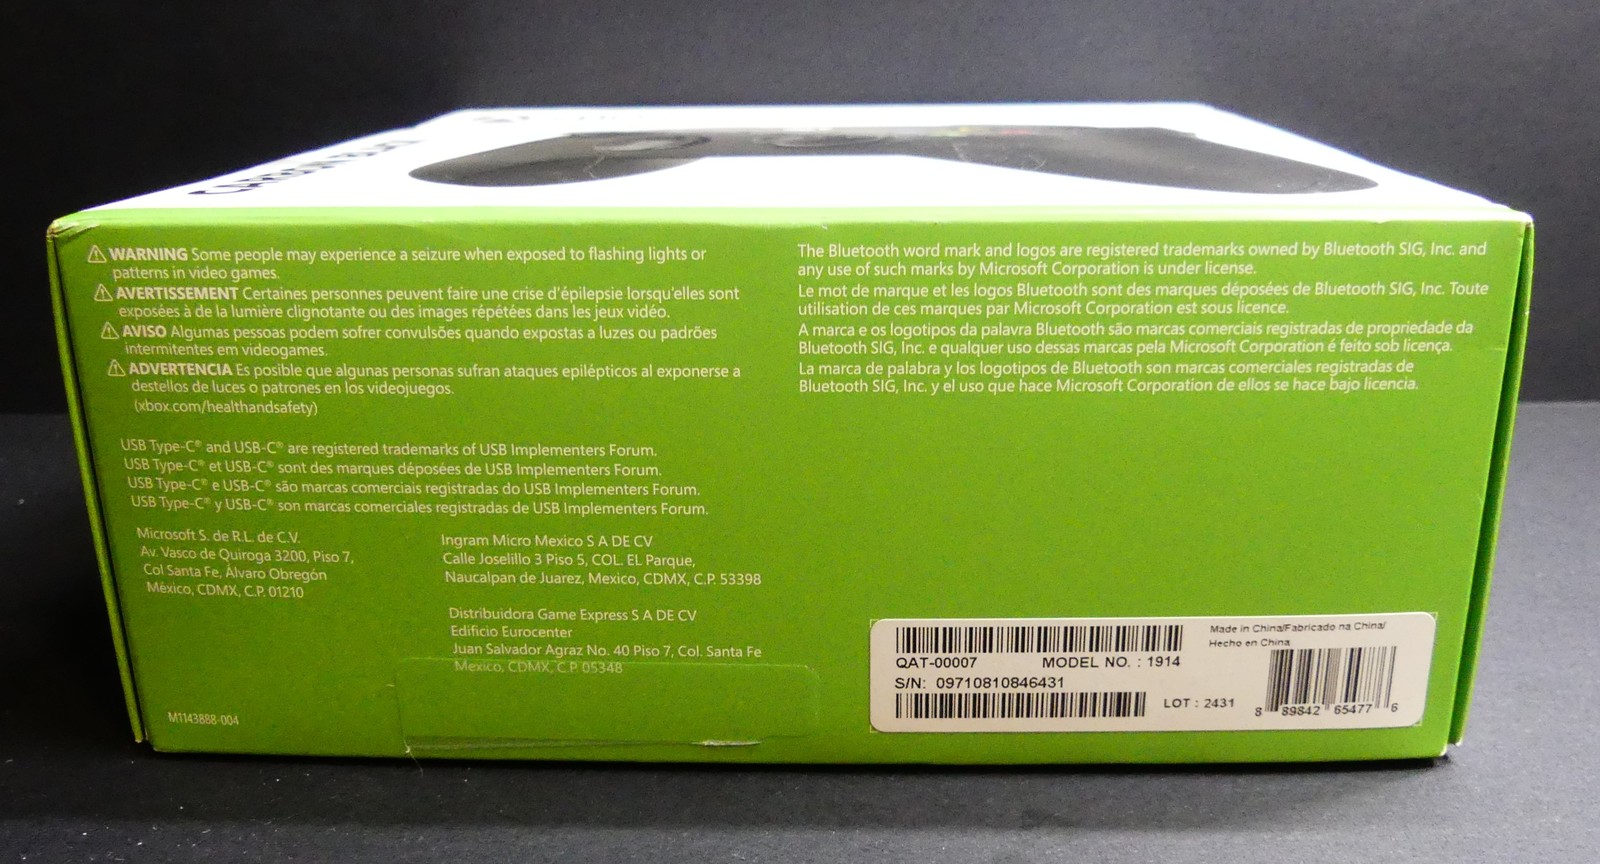 CARBON BLACK
WARNING Some people may experience a seizure when exposed to flashing lights or
patterns in video games.
AVERTISSEMENT Certaines personnes peuvent faire une crise d'épilepsie lorsqu'elles sont
exposées à de la lumière clignotante ou des images répétées dans les jeux vidéo.
AVISO Algumas pessoas podem sofrer convulsões quando expostas a luzes ou padrões
intermitentes em videogames.
ADVERTENCIA Es posible que algunas personas sufran ataques epilépticos al exponerse a
destellos de luces o patrones en los videojuegos.
(xbox.com/healthandsafety)
USB Type-C® and USB-C® are registered trademarks of USB Implementers Forum.
USB Type-C® et USB-C® sont des marques déposées de USB Implementers Forum.
USB Type-C® e USB-C® são marcas comerciais registradas do USB Implementers Forum.
USB Type-C® y USB-C® son marcas comerciales registradas de USB Implementers Forum.
Microsoft S. de R.L. de C.V.
Av. Vasco de Quiroga 3200, Piso 7,
Col Santa Fe, Álvaro Obregón
México, CDMX, C.P. 01210
Ingram Micro Mexico S A DE CV
Calle Joselillo 3 Piso 5, COL. EL Parque,
Naucalpan de Juarez, Mexico, CDMX, C.P. 53398
Distribuidora Game Express S A DE CV
Edificio Eurocenter
Juan Salvador Agraz No. 40 Piso 7, Col. Santa Fe
Mexico, CDMX, C.P. 05348
M1143888-004
The Bluetooth word mark and logos are registered trademarks owned by Bluetooth SIG, Inc. and
any use of such marks by Microsoft Corporation is under license.
Le mot de marque et les logos Bluetooth sont des marques déposées de Bluetooth SIG, Inc. Toute
utilisation de ces marques par Microsoft Corporation est sous licence.
A marca e os logotipos da palavra Bluetooth são marcas comerciais registradas de propriedade da
Bluetooth SIG, Inc. e qualquer uso dessas marcas pela Microsoft Corporation é feito sob licença.
La marca de palabra y los logotipos de Bluetooth son marcas comerciales registradas de
Bluetooth SIG, Inc. y el uso que hace Microsoft Corporation de ellos se hace bajo licencia.
Made in China/Fabricado na China/
Hecho en China
QAT-00007 MODEL NO. : 1914
S/N: 09710810846431
LOT : 2431
8 89842 65477 6